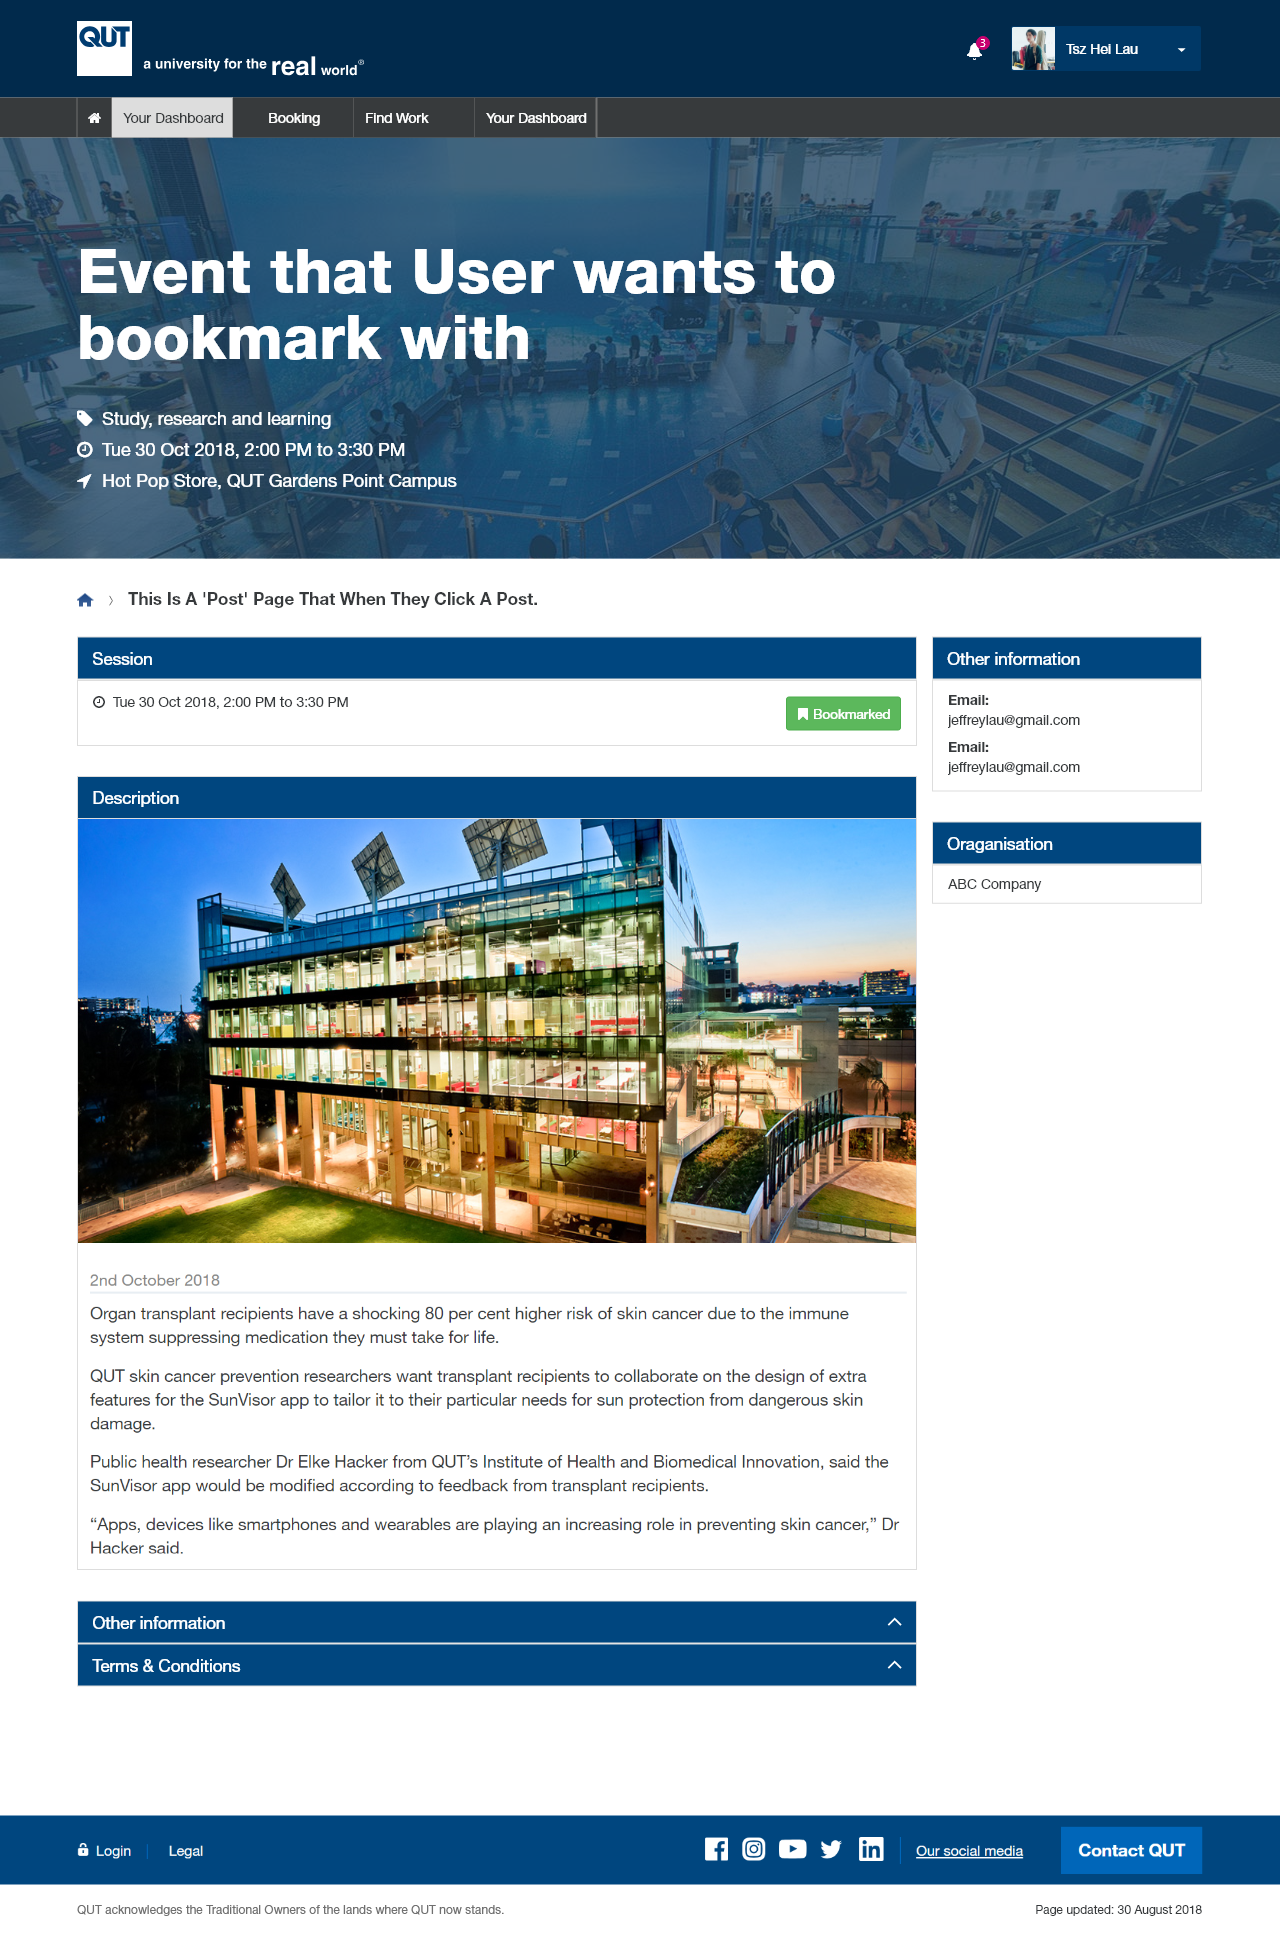 QUT
a university for the real world®
3
Tsz Hei Lau
Your Dashboard
Booking
Find Work
Your Dashboard
Event that User wants to
bookmark with
Study, research and learning
Tue 30 Oct 2018, 2:00 PM to 3:30 PM
Hot Pop Store, QUT Gardens Point Campus
This Is A 'Post' Page That When They Click A Post.
Session
Tue 30 Oct 2018, 2:00 PM to 3:30 PM
Bookmarked
Other information
Email:
jeffreylau@gmail.com
Email:
jeffreylau@gmail.com
Oraganisation
ABC Company
Description
2nd October 2018
Organ transplant recipients have a shocking 80 per cent higher risk of skin cancer due to the immune
system suppressing medication they must take for life.
QUT skin cancer prevention researchers want transplant recipients to collaborate on the design of extra
features for the SunVisor app to tailor it to their particular needs for sun protection from dangerous skin
damage.
Public health researcher Dr Elke Hacker from QUT’s Institute of Health and Biomedical Innovation, said the
SunVisor app would be modified according to feedback from transplant recipients.
“Apps, devices like smartphones and wearables are playing an increasing role in preventing skin cancer,” Dr
Hacker said.
Other information
Terms & Conditions
Login
Legal
Our social media
Contact QUT
QUT acknowledges the Traditional Owners of the lands where QUT now stands.
Page updated: 30 August 2018